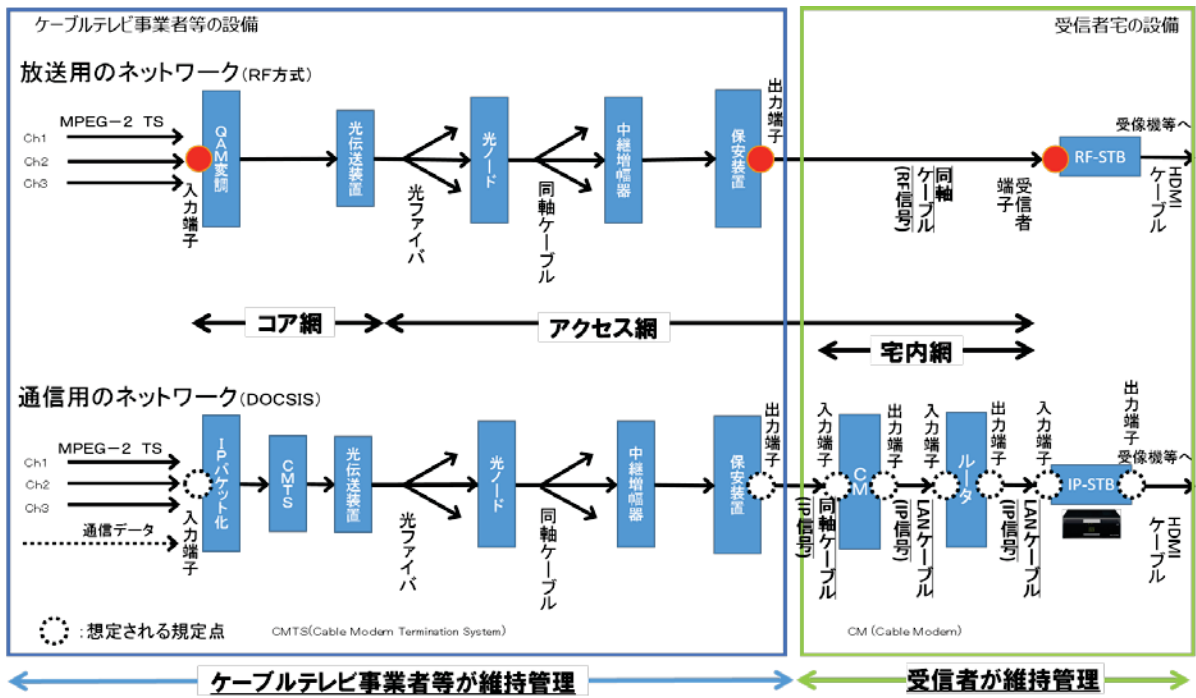 ケーブルテレビ事業者等の設備
受信者宅の設備
放送用のネットワーク(RF方式)
MPEG-2 TS
Ch1
Ch2
Ch3
入力端子
QAM変調
光伝送装置
光ファイバ
光ノード
同軸ケーブル
中継増幅器
保安装置
出力端子
同軸
ケーブル
(RF信号)
受信者
端子
RF-STB
受像機等へ
HDMI
ケーブル
コア網
アクセス網
宅内網
通信用のネットワーク(DOCSIS)
MPEG-2 TS
Ch1
Ch2
Ch3
通信データ
入力端子
IPパケット化
CMTS
光伝送装置
光ファイバ
光ノード
同軸ケーブル
中継増幅器
保安装置
出力端子
同軸ケーブル
(IP信号)
入力端子
CM
出力端子
LANケーブル
(IP信号)
入力端子
ルータ
出力端子
LANケーブル
(IP信号)
入力端子
IP-STB
出力端子
受像機等へ
HDMI
ケーブル
:想定される規定点
CMTS(Cable Modem Termination System)
CM (Cable Modem)
ケーブルテレビ事業者等が維持管理
受信者が維持管理